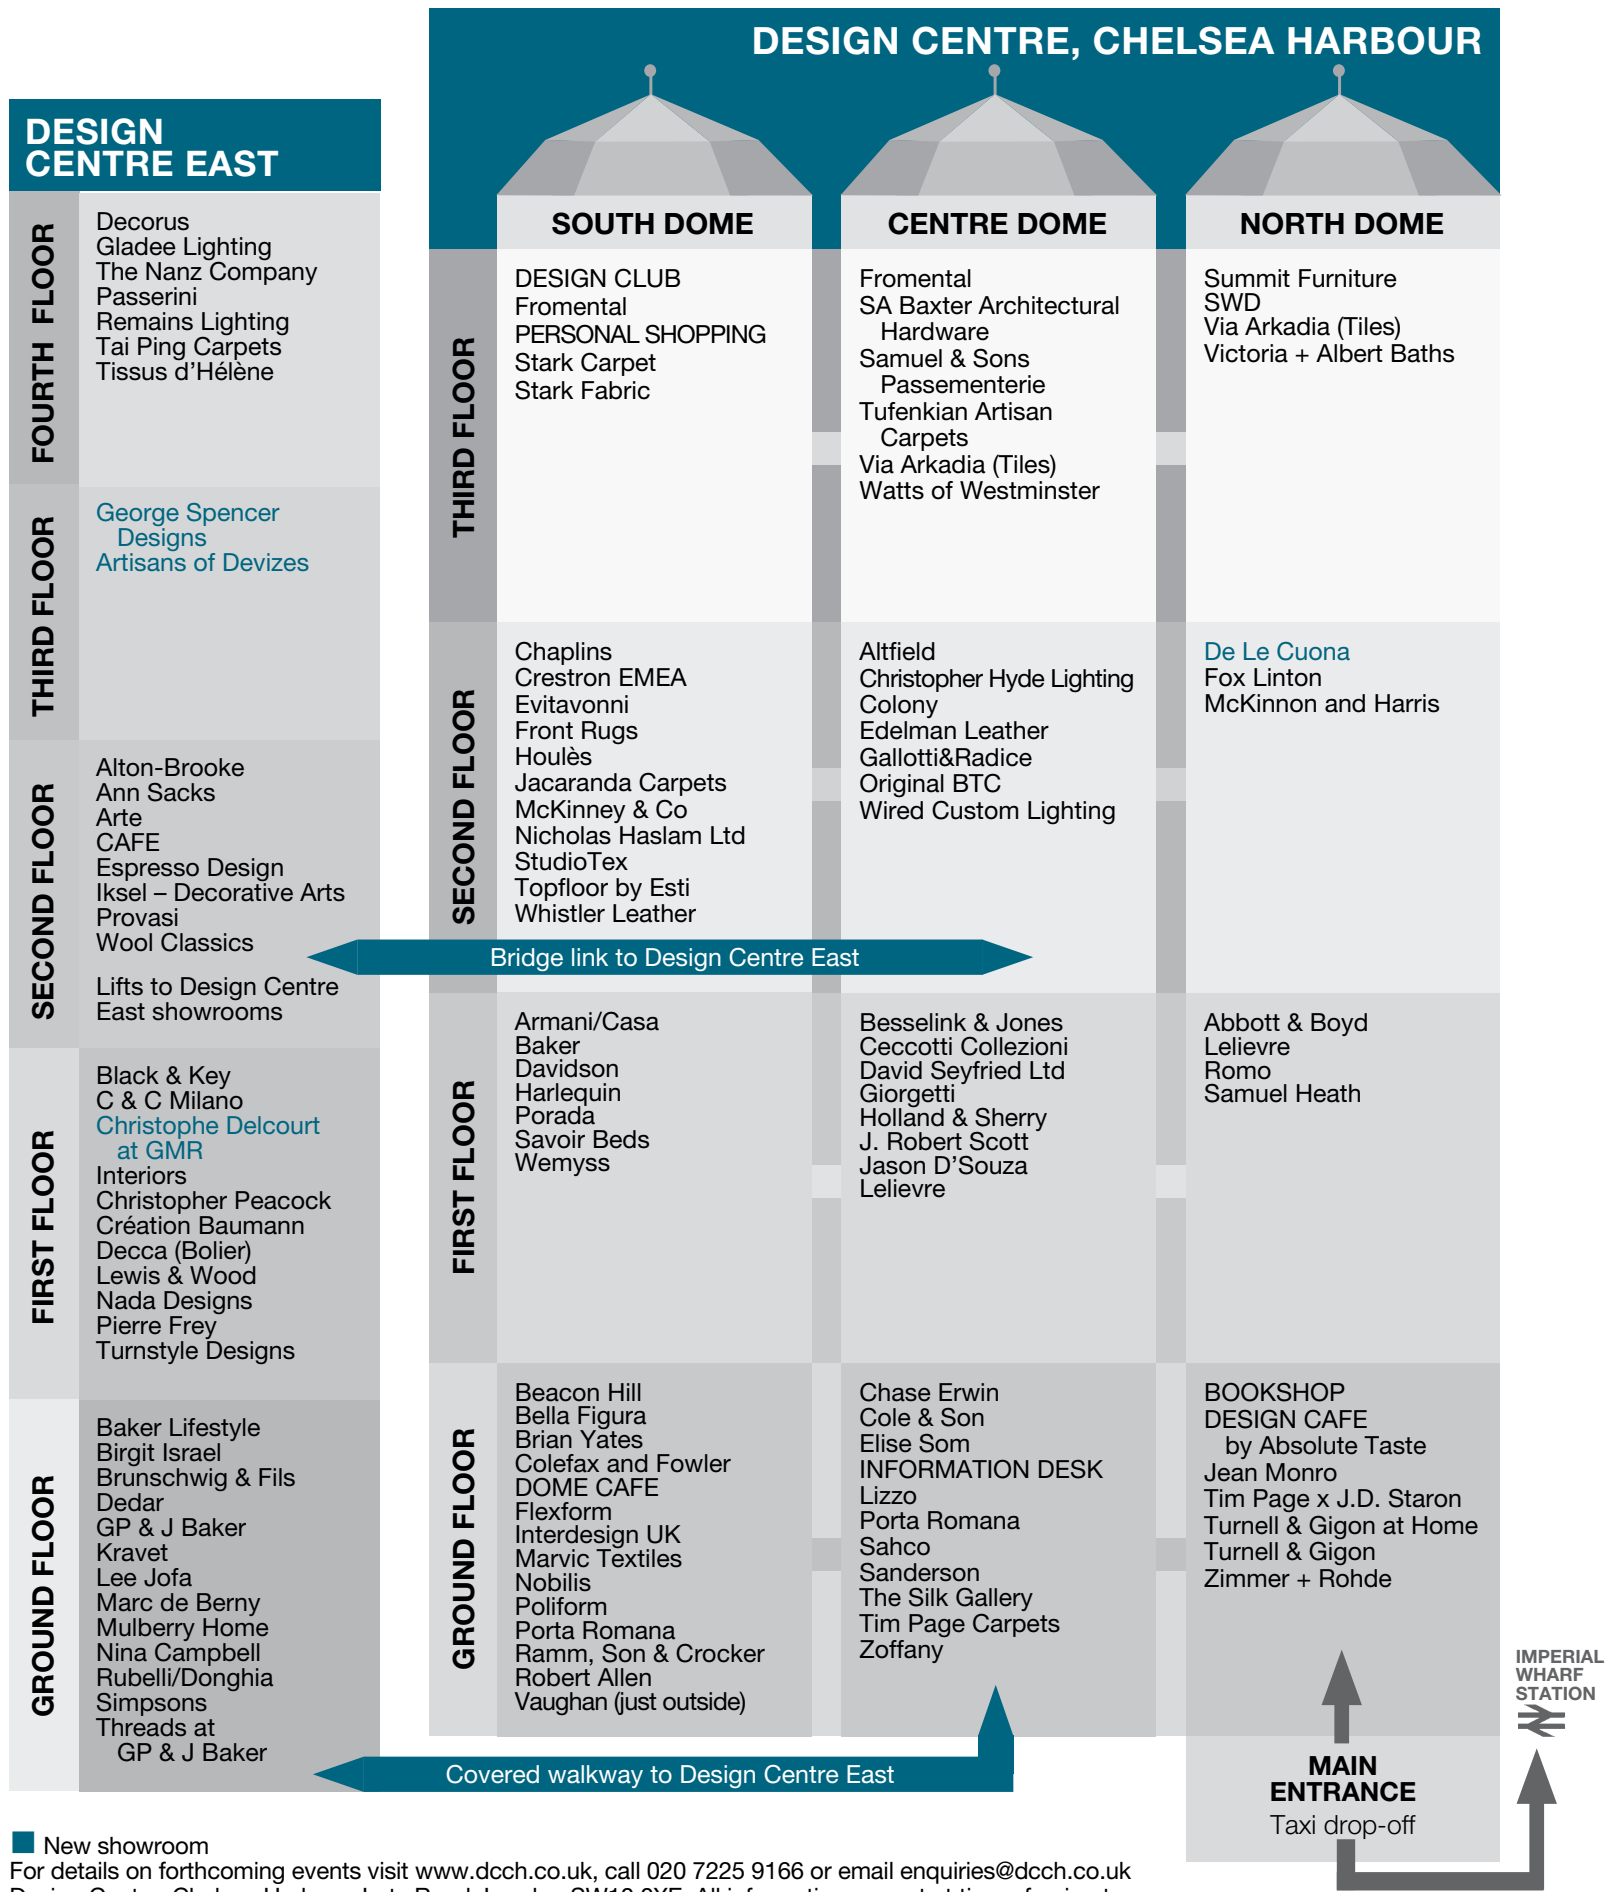 DESIGN CENTRE, CHELSEA HARBOUR
DESIGN
CENTRE EAST
FOURTH FLOOR
Decorus
Gladee Lighting
The Nanz Company
Passerini
Remains Lighting
Tai Ping Carpets
Tissus d’Hélène
THIRD FLOOR
George Spencer
Designs
Artisans of Devizes
SECOND FLOOR
Alton-Brooke
Ann Sacks
Arte
CAFE
Espresso Design
Iksel – Decorative Arts
Provasi
Wool Classics
Lifts to Design Centre
East showrooms
FIRST FLOOR
Black & Key
C & C Milano
Christophe Delcourt
at GMR
Interiors
Christopher Peacock
Création Baumann
Decca (Bolier)
Lewis & Wood
Nada Designs
Pierre Frey
Turnstyle Designs
GROUND FLOOR
Baker Lifestyle
Birgit Israel
Brunschwig & Fils
Dedar
GP & J Baker
Kravet
Lee Jofa
Marc de Berny
Mulberry Home
Nina Campbell
Rubelli/Donghia
Simpsons
Threads at
GP & J Baker
SOUTH DOME
CENTRE DOME
NORTH DOME
THIRD FLOOR
DESIGN CLUB
Fromental
PERSONAL SHOPPING
Stark Carpet
Stark Fabric
Fromental
SA Baxter Architectural
Hardware
Samuel & Sons
Passementerie
Tufenkian Artisan
Carpets
Via Arkadia (Tiles)
Watts of Westminster
Summit Furniture
SWD
Via Arkadia (Tiles)
Victoria + Albert Baths
SECOND FLOOR
Chaplins
Crestron EMEA
Evitavonni
Front Rugs
Houlès
Jacaranda Carpets
McKinney & Co
Nicholas Haslam Ltd
StudioTex
Topfloor by Esti
Whistler Leather
Altfield
Christopher Hyde Lighting
Colony
Edelman Leather
Gallotti&Radice
Original BTC
Wired Custom Lighting
De Le Cuona
Fox Linton
McKinnon and Harris
Bridge link to Design Centre East
FIRST FLOOR
Armani/Casa
Baker
Davidson
Harlequin
Porada
Savoir Beds
Wemyss
Besselink & Jones
Ceccotti Collezioni
David Seyfried Ltd
Giorgetti
Holland & Sherry
J. Robert Scott
Jason D’Souza
Lelievre
Abbott & Boyd
Lelievre
Romo
Samuel Heath
GROUND FLOOR
Beacon Hill
Bella Figura
Brian Yates
Colefax and Fowler
DOME CAFE
Flexform
Interdesign UK
Marvic Textiles
Nobilis
Poliform
Porta Romana
Ramm, Son & Crocker
Robert Allen
Vaughan (just outside)
Chase Erwin
Cole & Son
Elise Som
INFORMATION DESK
Lizzo
Porta Romana
Sahco
Sanderson
The Silk Gallery
Tim Page Carpets
Zoffany
BOOKSHOP
DESIGN CAFE
by Absolute Taste
Jean Monro
Tim Page x J.D. Staron
Turnell & Gigon at Home
Turnell & Gigon
Zimmer + Rohde
Covered walkway to Design Centre East
MAIN
ENTRANCE
Taxi drop-off
IMPERIAL
WHARF
STATION
New showroom
For details on forthcoming events visit www.dcch.co.uk, call 020 7225 9166 or email enquiries@dcch.co.uk